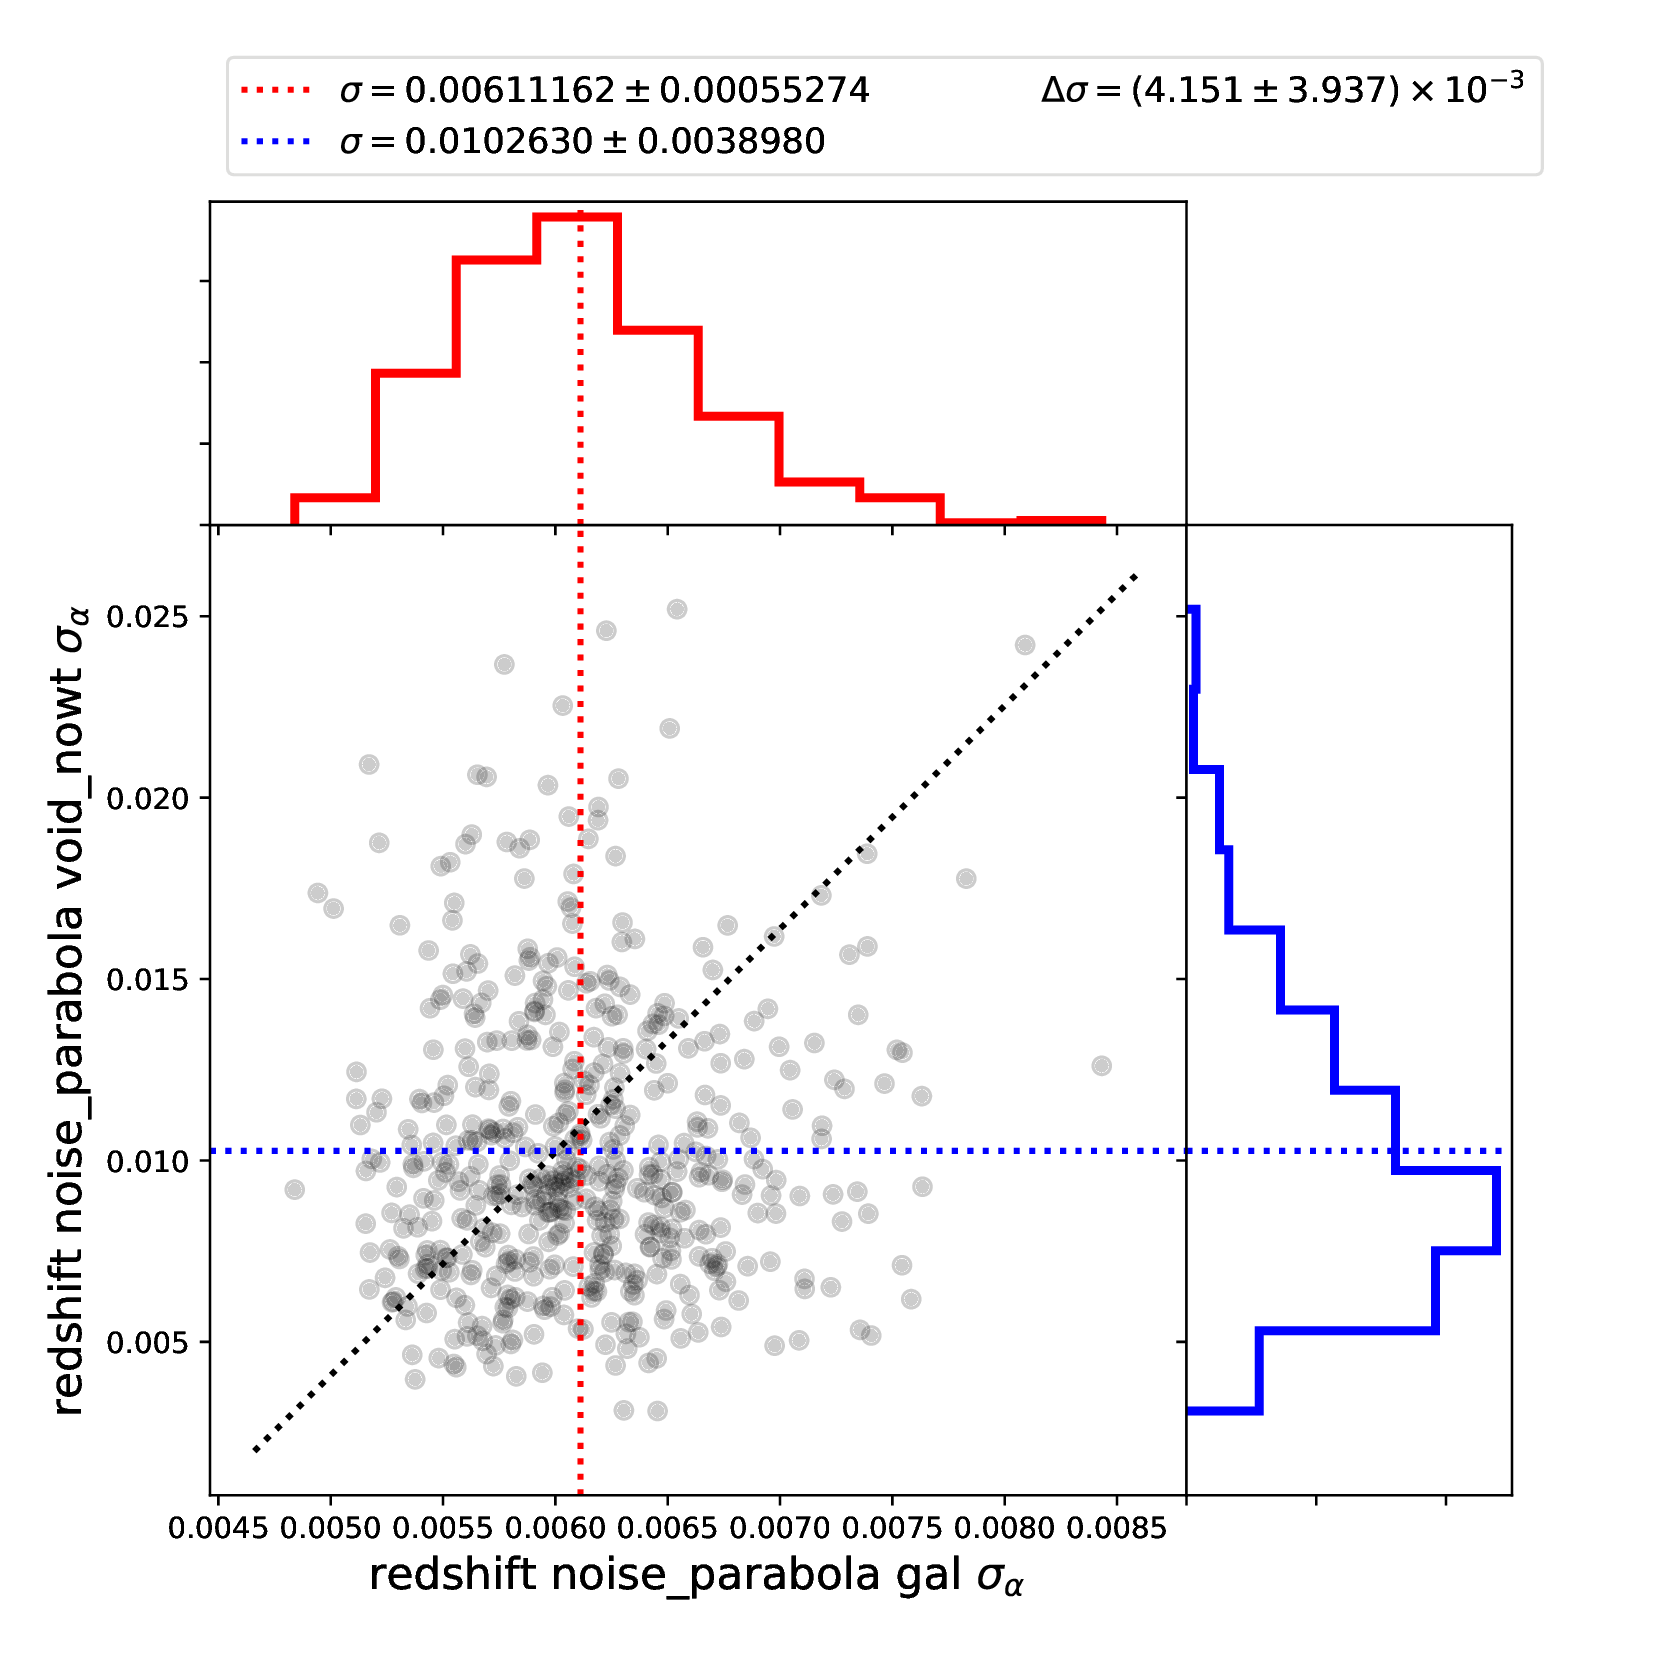 σ = 0.00611162 ± 0.00055274 Δσ = (4.151 ± 3.937) × 10⁻³
σ = 0.0102630 ± 0.0038980
redshift noise_parabola void_nowt σ_α
0.025
0.020
0.015
0.010
0.005
0.0045 0.0050 0.0055 0.0060 0.0065 0.0070 0.0075 0.0080 0.0085
redshift noise_parabola gal σ_α